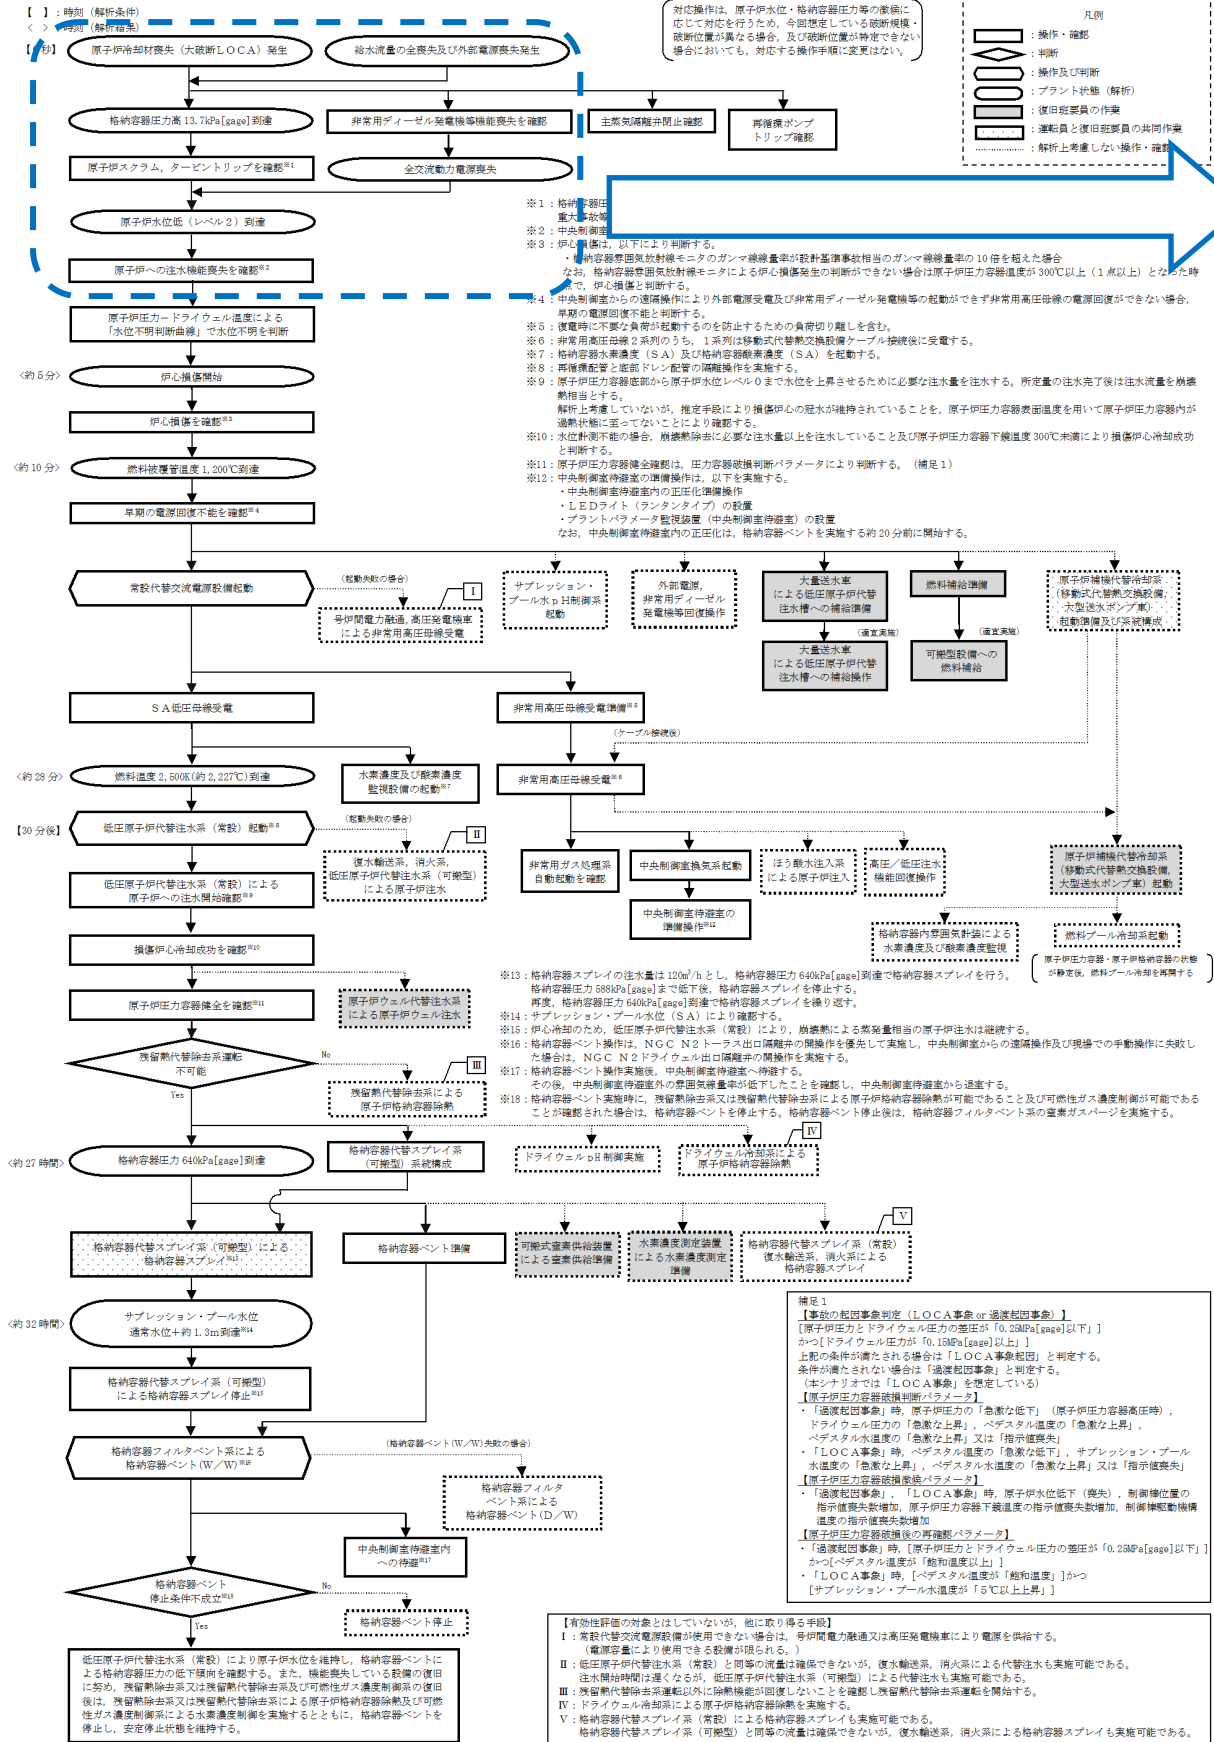 【　】：時刻（解析条件）
＜　＞：時刻（解析結果）
秒】
原子炉冷却材喪失（大破断ＬＯＣＡ）発生
給水流量の全喪失及び外部電源喪失発生
対応操作は，原子炉水位・格納容器圧力等の徴候に
応じて対応を行うため，今回想定している破断規模・
破断位置が異なる場合，及び破断位置が特定できない
場合においても，対応する操作手順に変更はない。
凡例
：操作・確認
：判断
：操作及び判断
：プラント状態（解析）
：復旧班要員の作業
：運転員と復旧班要員の共同作業
：解析上考慮しない操作・確認
格納容器圧力高 13.7kPa[gage]到達
非常用ディーゼル発電機等機能喪失を確認
主蒸気隔離弁閉止確認
再循環ポンプ
トリップ確認
原子炉スクラム，タービントリップを確認※1
全交流動力電源喪失
原子炉水位低（レベル２）到達
原子炉への注水機能喪失を確認※2
※１：格納容器圧
重大事故等
※２：中央制御室
※３：炉心損傷は，以下により判断する。
・格納容器雰囲気放射線モニタのガンマ線線量率が設計基準事故相当のガンマ線線量率の 10 倍を超えた場合
なお，格納容器雰囲気放射線モニタによる炉心損傷発生の判断ができない場合は原子炉圧力容器温度が 300℃以上（１点以上）となった時
点で，炉心損傷と判断する。
※４：中央制御室からの遠隔操作により外部電源受電及び非常用ディーゼル発電機等の起動ができず非常用高圧母線の電源回復ができない場合，
早期の電源回復不能と判断する。
※５：復電時に不要な負荷が起動するのを防止するための負荷切り離しを含む。
※６：非常用高圧母線２系列のうち，１系列は移動式代替熱交換設備ケーブル接続後に受電する。
※７：格納容器水素濃度（ＳＡ）及び格納容器酸素濃度（ＳＡ）を起動する。
※８：再循環配管と底部ドレン配管の隔離操作を実施する。
※９：原子炉圧力容器底部から原子炉水位レベル０まで水位を上昇させるために必要な注水量を注水する。所定量の注水完了後は注水流量を崩壊
熱相当とする。
解析上考慮していないが，推定手段により損傷炉心の冠水が維持されていることを，原子炉圧力容器表面温度を用いて原子炉圧力容器内が
過熱状態に至ってないことにより確認する。
※10：水位計測不能の場合，崩壊熱除去に必要な注水量以上を注水していること及び原子炉圧力容器下鏡温度 300℃未満により損傷炉心冷却成功
と判断する。
※11：原子炉圧力容器健全確認は，圧力容器破損判断パラメータにより判断する。（補足１）
※12：中央制御室待避室の準備操作は，以下を実施する。
・中央制御室待避室内の正圧化準備操作
・ＬＥＤライト（ランタンタイプ）の設置
・プラントパラメータ監視装置（中央制御室待避室）の設置
なお，中央制御室待避室内の正圧化は，格納容器ベントを実施する約 20 分前に開始する。
原子炉圧力－ドライウェル温度による
「水位不明判断曲線」で水位不明を判断
＜約５分＞
炉心損傷開始
炉心損傷を確認※3
＜約 10 分＞
燃料被覆管温度 1,200℃到達
早期の電源回復不能を確認※4
常設代替交流電源設備起動
（起動失敗の場合）
Ⅰ
号炉間電力融通，高圧発電機車
による非常用高圧母線受電
サプレッション・
プール水ｐＨ制御系
起動
外部電源，
非常用ディーゼル
発電機等回復操作
大量送水車
による低圧原子炉代替
注水槽への補給準備
燃料補給準備
原子炉補機代替冷却系
（移動式代替熱交換設備，
大型送水ポンプ車）
起動準備及び系統構成
（適宜実施）
（適宜実施）
大量送水車
による低圧原子炉代替
注水槽への補給操作
可搬型設備への
燃料補給
ＳＡ低圧母線受電
非常用高圧母線受電準備※5
（ケーブル接続後）
＜約 28 分＞
燃料温度 2,500K(約 2,227℃)到達
水素濃度及び酸素濃度
監視設備の起動※7
非常用高圧母線受電※6
【30 分後】
低圧原子炉代替注水系（常設）起動※8
（起動失敗の場合）
Ⅱ
復水輸送系，消火系，
低圧原子炉代替注水系（可搬型）
による原子炉注水
非常用ガス処理系
自動起動を確認
中央制御室換気系起動
ほう酸水注入系
による原子炉注入
高圧／低圧注水
機能回復操作
原子炉補機代替冷却系
（移動式代替熱交換設備，
大型送水ポンプ車）起動
低圧原子炉代替注水系（常設）による
原子炉への注水開始確認※9
中央制御室待避室の
準備操作※12
格納容器内雰囲気計装による
水素濃度及び酸素濃度監視
燃料プール冷却系起動
原子炉圧力容器・原子炉格納容器の状態
が静定後，燃料プール冷却を再開する
損傷炉心冷却成功を確認※10
原子炉圧力容器健全を確認※11
原子炉ウェル代替注水系
による原子炉ウェル注水
※13：格納容器スプレイの注水量は 120m³/h とし，格納容器圧力 640kPa[gage]到達で格納容器スプレイを行う。
格納容器圧力 588kPa[gage]まで低下後，格納容器スプレイを停止する。
再度，格納容器圧力 640kPa[gage]到達で格納容器スプレイを繰り返す。
※14：サプレッション・プール水位（ＳＡ）により確認する。
※15：炉心冷却のため，低圧原子炉代替注水系（常設）により，崩壊熱による蒸発量相当の原子炉注水は継続する。
※16：格納容器ベント操作は，ＮＧＣ Ｎ２トーラス出口隔離弁の開操作を優先して実施し，中央制御室からの遠隔操作及び現場での手動操作に失敗し
た場合は，ＮＧＣ Ｎ２ドライウェル出口隔離弁の開操作を実施する。
※17：格納容器ベント操作実施後，中央制御室待避室へ待避する。
その後，中央制御室待避室外の雰囲気線量率が低下したことを確認し，中央制御室待避室から退室する。
※18：格納容器ベント実施時に，残留熱除去系又は残留熱代替除去系による原子炉格納容器除熱が可能であること及び可燃性ガス濃度制御が可能である
ことが確認された場合は，格納容器ベントを停止する。格納容器ベント停止後は，格納容器フィルタベント系の窒素ガスパージを実施する。
残留熱代替除去系運転
不可能
No
Yes
Ⅲ
残留熱代替除去系による
原子炉格納容器除熱
＜約 27 時間＞
格納容器圧力 640kPa[gage]到達
格納容器代替スプレイ系
（可搬型）系統構成
ドライウェルｐＨ制御実施
Ⅳ
ドライウェル冷却系による
原子炉格納容器除熱
格納容器代替スプレイ系（可搬型）による
格納容器スプレイ※13
格納容器ベント準備
可搬式窒素供給装置
による窒素供給準備
水素濃度測定装置
による水素濃度測定
準備
Ⅴ
格納容器代替スプレイ系（常設）
復水輸送系，消火系による
格納容器スプレイ
＜約 32 時間＞
サプレッション・プール水位
通常水位＋約 1.3ｍ到達※14
格納容器代替スプレイ系（可搬型）
による格納容器スプレイ停止※15
補足１
【事故の起因事象判定（ＬＯＣＡ事象 or 過渡起因事象）】
[原子炉圧力とドライウェル圧力の差圧が「0.25MPa[gage]以下」]
かつ[ドライウェル圧力が「0.15MPa[gage]以上」]
上記の条件が満たされる場合は「ＬＯＣＡ事象起因」と判定する。
条件が満たされない場合は「過渡起因事象」と判定する。
（本シナリオでは「ＬＯＣＡ事象」を想定している）
【原子炉圧力容器破損判断パラメータ】
・「過渡起因事象」時，原子炉圧力の「急激な低下」（原子炉圧力容器高圧時），
ドライウェル圧力の「急激な上昇」，ペデスタル温度の「急激な上昇」，
ペデスタル水温度の「急激な上昇」又は「指示値喪失」
・「ＬＯＣＡ事象」時，ペデスタル温度の「急激な低下」，サプレッション・プール
水温度の「急激な上昇」，ペデスタル水温度の「急激な上昇」又は「指示値喪失」
【原子炉圧力容器破損徴候パラメータ】
・「過渡起因事象」，「ＬＯＣＡ事象」時，原子炉水位低下（喪失），制御棒位置の
指示値喪失数増加，原子炉圧力容器下鏡温度の指示値喪失数増加，制御棒駆動機構
温度の指示値喪失数増加
【原子炉圧力容器破損後の再確認パラメータ】
・「過渡起因事象」時，[原子炉圧力とドライウェル圧力の差圧が「0.25MPa[gage]以下」]
かつ[ペデスタル温度が「飽和温度以上」]
・「ＬＯＣＡ事象」時，[ペデスタル温度が「飽和温度」]かつ
[サプレッション・プール水温度が「５℃以上上昇」]
格納容器フィルタベント系による
格納容器ベント(Ｗ／Ｗ)※16
（格納容器ベント(Ｗ／Ｗ)失敗の場合）
格納容器フィルタ
ベント系による
格納容器ベント(Ｄ／Ｗ)
中央制御室待避室内
への待避※17
格納容器ベント
停止条件不成立※18
No
Yes
格納容器ベント停止
低圧原子炉代替注水系（常設）により原子炉水位を維持し，格納容器ベントに
よる格納容器圧力の低下傾向を確認する。また，機能喪失している設備の復旧
に努め，残留熱除去系又は残留熱代替除去系及び可燃性ガス濃度制御系の復旧
後は，残留熱除去系又は残留熱代替除去系による原子炉格納容器除熱及び可燃
性ガス濃度制御系による水素濃度制御を実施するとともに，格納容器ベントを
停止し，安定停止状態を維持する。
【有効性評価の対象とはしていないが，他に取り得る手段】
Ⅰ：常設代替交流電源設備が使用できない場合は，号炉間電力融通又は高圧発電機車により電源を供給する。
（電源容量により使用できる設備が限られる。）
Ⅱ：低圧原子炉代替注水系（常設）と同等の流量は確保できないが，復水輸送系，消火系による代替注水も実施可能である。
注水開始時間は遅くなるが，低圧原子炉代替注水系（可搬型）による代替注水も実施可能である。
Ⅲ：残留熱代替除去系運転以外に除熱機能が回復しないことを確認し残留熱代替除去系運転を開始する。
Ⅳ：ドライウェル冷却系による原子炉格納容器除熱を実施する。
Ⅴ：格納容器代替スプレイ系（常設）による格納容器スプレイも実施可能である。
格納容器代替スプレイ系（可搬型）と同等の流量は確保できないが，復水輸送系，消火系による格納容器スプレイも実施可能である。